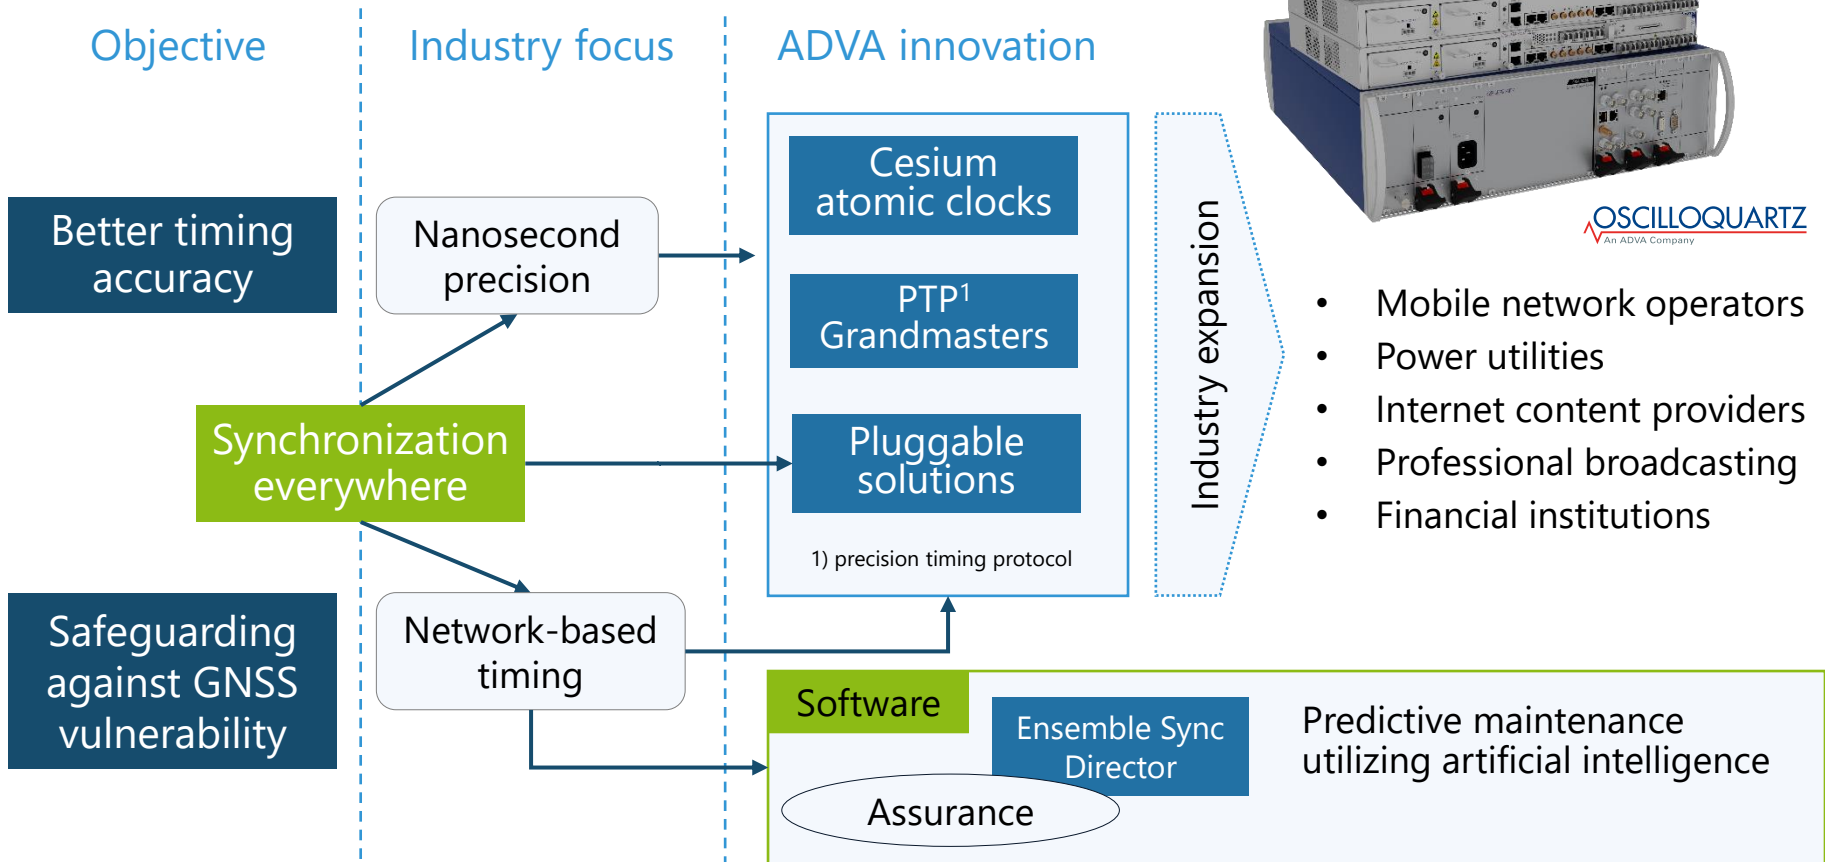 Objective
Industry focus
ADVA innovation
Better timing
accuracy
Nanosecond
precision
Synchronization
everywhere
Safeguarding
against GNSS
vulnerability
Network-based
timing
Cesium
atomic clocks
PTP¹
Grandmasters
Pluggable
solutions
1) precision timing protocol
Industry expansion
OSCILLOQUARTZ
An ADVA Company
• Mobile network operators
• Power utilities
• Internet content providers
• Professional broadcasting
• Financial institutions
Software
Ensemble Sync
Director
Assurance
Predictive maintenance
utilizing artificial intelligence